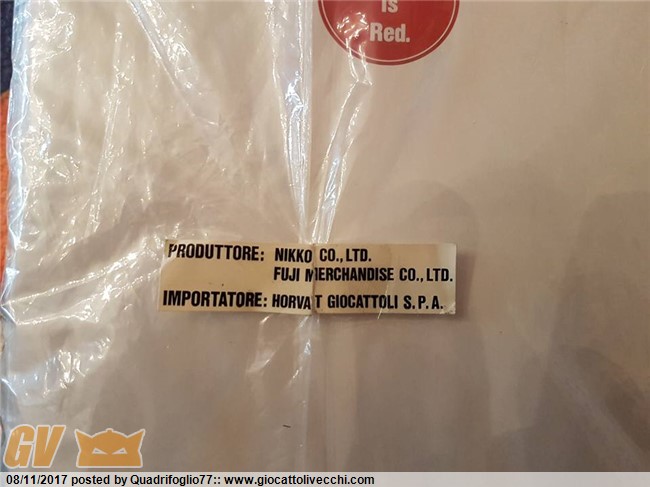 is
Red.
PRODUTTORE: NIKKO CO., LTD.
FUJI MERCHANDISE CO., LTD.
IMPORTATORE: HORVAT GIOCATTOLI S.P.A.
GV
08/11/2017 posted by Quadrifoglio77:: www.giocattolivecchi.com